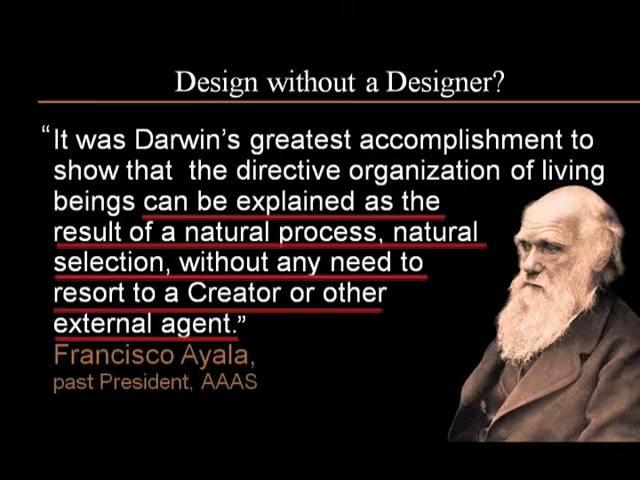 Design without a Designer?
“It was Darwin’s greatest accomplishment to
show that the directive organization of living
beings can be explained as the
result of a natural process, natural
selection, without any need to
resort to a Creator or other
external agent.”
Francisco Ayala,
past President, AAAS